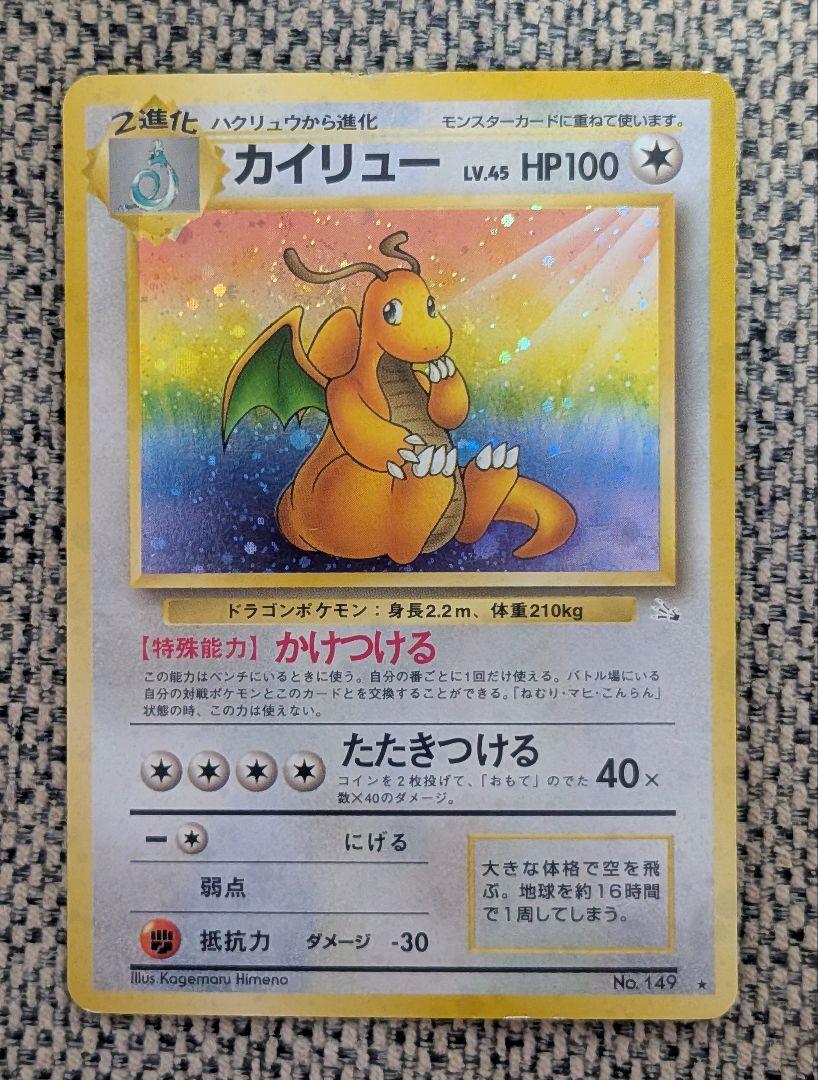 2進化 ハクリュウから進化 モンスターカードに重ねて使います。
カイリュー LV.45 HP100
ドラゴンポケモン：身長2.2m、体重210kg
【特殊能力】 かけつける
この能力はベンチにいるときに使う。自分の番ごとに1回だけ使える。バトル場にいる
自分の対戦ポケモンとこのカードとを交換することができる。「ねむり・マヒ・こんらん」
状態の時、この力は使えない。
たたきつける
コインを2枚投げて、「おもて」のでた
数×40のダメージ。
40×
− にげる
弱点
抵抗力 ダメージ -30
大きな体格で空を飛
ぶ。地球を約16時間
で1周してしまう。
Illus. Kagemaru Himeno
No. 149 ★